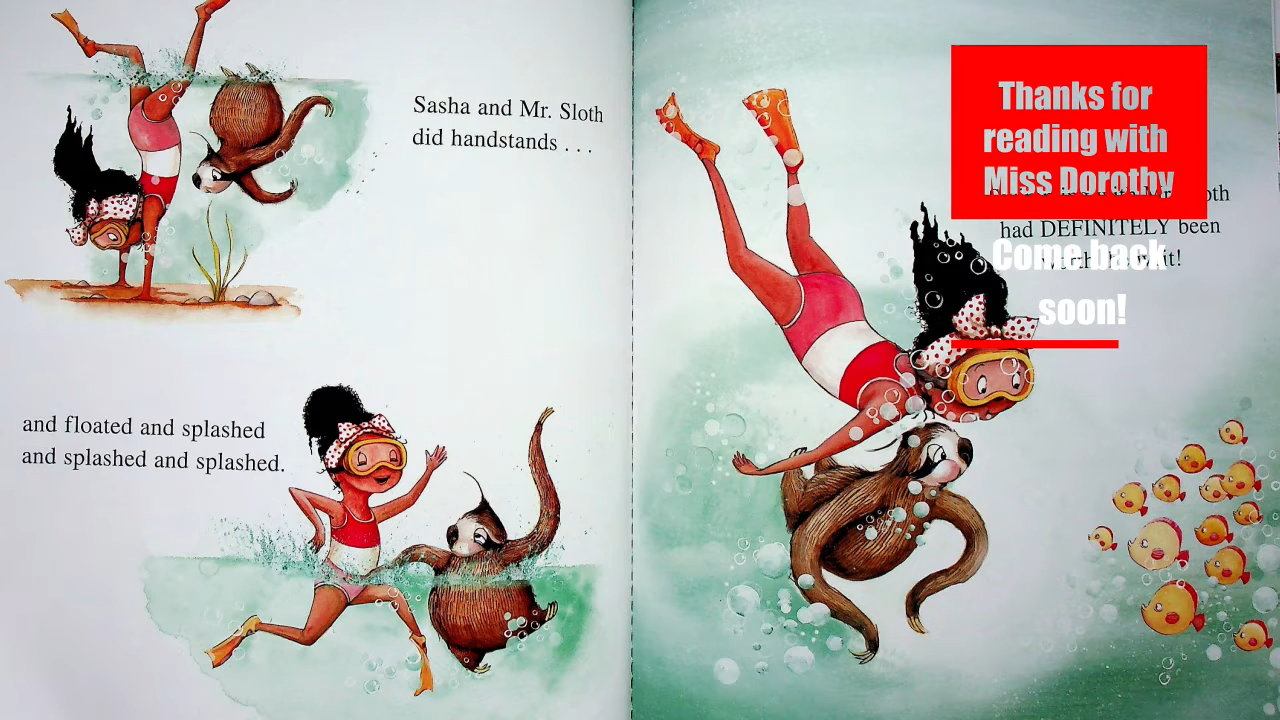 Sasha and Mr. Sloth
did handstands . . .
and floated and splashed
and splashed and splashed.
Thanks for
reading with
Miss Dorothy
had DEFINITELY been
it!
Come back
soon!